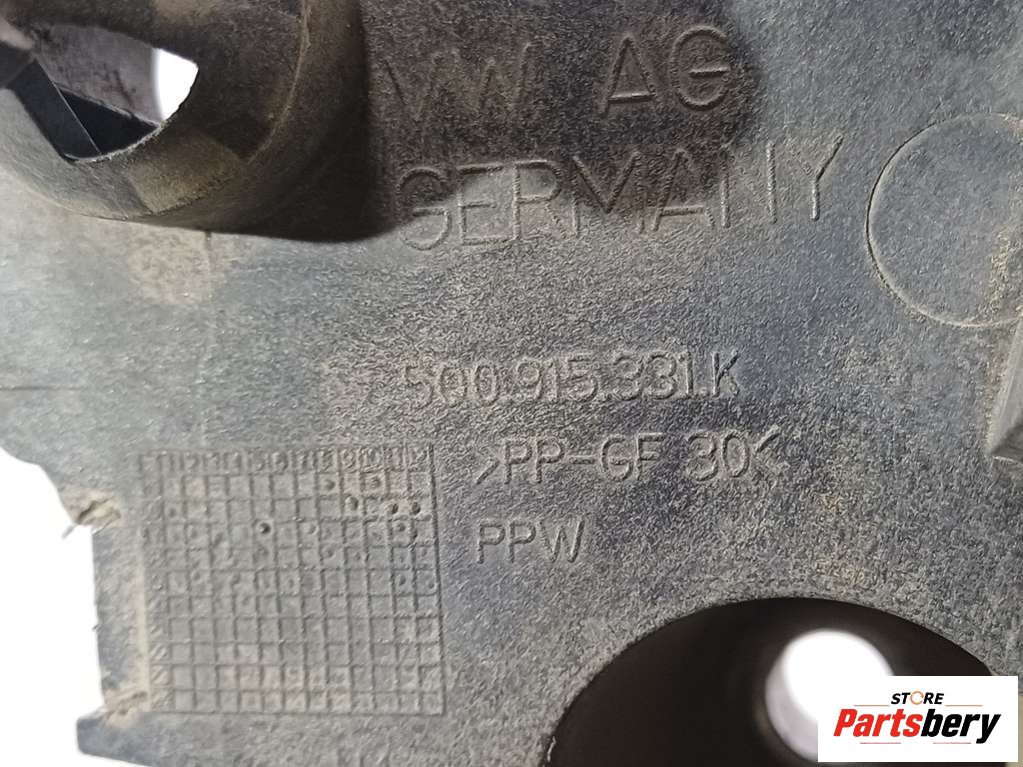 VW AG
GERMANY
5Q0.915.331.K
>PP-GF 30<
PPW
STORE
Partsbery